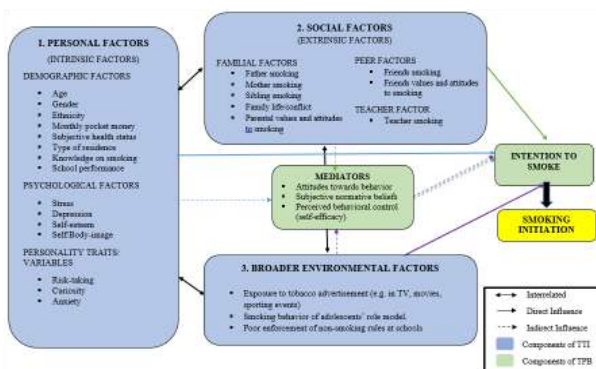 1. PERSONAL FACTORS
(INTRINSIC FACTORS)
DEMOGRAPHIC FACTORS
Age
Gender
Ethnicity
Monthly pocket money
Subjective health status
Type of residence
Knowledge on smoking
School performance
PSYCHOLOGICAL FACTORS
Stress
Depression
Self-esteem
Self/Body-image
PERSONALITY TRAITS/
VARIABLES
Risk-taking
Curiosity
Anxiety
2. SOCIAL FACTORS
(EXTRINSIC FACTORS)
FAMILIAL FACTORS
Father smoking
Mother smoking
Sibling smoking
Family life/conflict
Parental values and attitudes
to smoking
PEER FACTORS
Friends smoking
Friends values and attitudes
to smoking
TEACHER FACTOR
Teacher smoking
MEDIATORS
Attitudes towards behavior
Subjective normative beliefs
Perceived behavioral control
(self-efficacy)
INTENTION TO
SMOKE
SMOKING
INITIATION
3. BROADER ENVIRONMENTAL FACTORS
Exposure to tobacco advertisement (e.g. in TV, movies,
sporting events)
Smoking behavior of adolescents' role model.
Poor enforcement of non-smoking rules at schools
Interrelated
Direct Influence
Indirect Influence
Components of TTI
Components of TPB